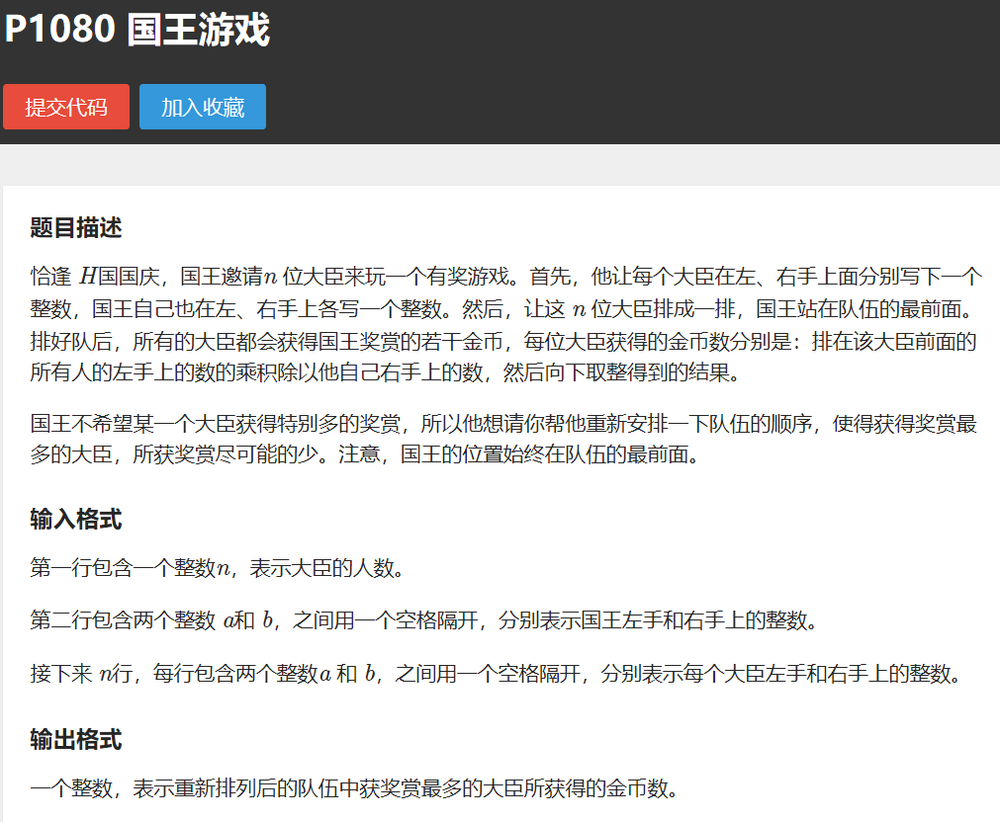 P1080 国王游戏
提交代码
加入收藏
题目描述
恰逢 H国国庆，国王邀请n 位大臣来玩一个有奖游戏。首先，他让每个大臣在左、右手上面分别写下一个
整数，国王自己也在左、右手上各写一个整数。然后，让这 n 位大臣排成一排，国王站在队伍的最前面。
排好队后，所有的大臣都会获得国王奖赏的若干金币，每位大臣获得的金币数分别是：排在该大臣前面的
所有人的左手上的数的乘积除以他自己右手上的数，然后向下取整得到的结果。
国王不希望某一个大臣获得特别多的奖赏，所以他想请你帮他重新安排一下队伍的顺序，使得获得奖赏最
多的大臣，所获奖赏尽可能的少。注意，国王的位置始终在队伍的最前面。
输入格式
第一行包含一个整数n，表示大臣的人数。
第二行包含两个整数 a和 b，之间用一个空格隔开，分别表示国王左手和右手上的整数。
接下来 n行，每行包含两个整数a 和 b，之间用一个空格隔开，分别表示每个大臣左手和右手上的整数。
输出格式
一个整数，表示重新排列后的队伍中获奖赏最多的大臣所获得的金币数。